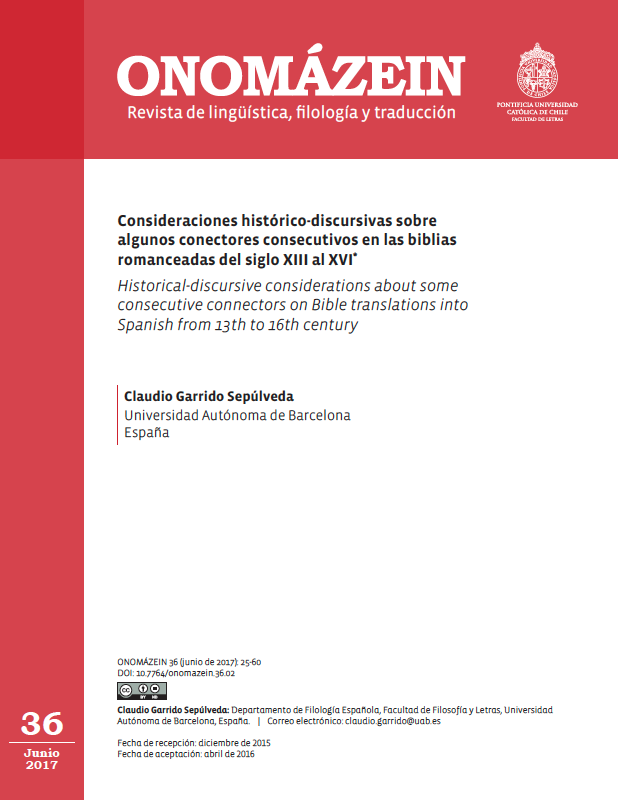 ONOMÁZEIN
Revista de lingüística, filología y traducción
PONTIFICIA UNIVERSIDAD
CATÓLICA DE CHILE
FACULTAD DE LETRAS
Consideraciones histórico-discursivas sobre
algunos conectores consecutivos en las biblias
romanceadas del siglo XIII al XVI*
Historical-discursive considerations about some
consecutive connectors on Bible translations into
Spanish from 13th to 16th century
Claudio Garrido Sepúlveda
Universidad Autónoma de Barcelona
España
ONOMÁZEIN 36 (junio de 2017): 25-60
DOI: 10.7764/onomazein.36.02
cc BY ND
Claudio Garrido Sepúlveda: Departamento de Filología Española, Facultad de Filosofía y Letras, Universidad
Autónoma de Barcelona, España. | Correo electrónico: claudio.garrido@uab.es
Fecha de recepción: diciembre de 2015
Fecha de aceptación: abril de 2016
36
Junio
2017